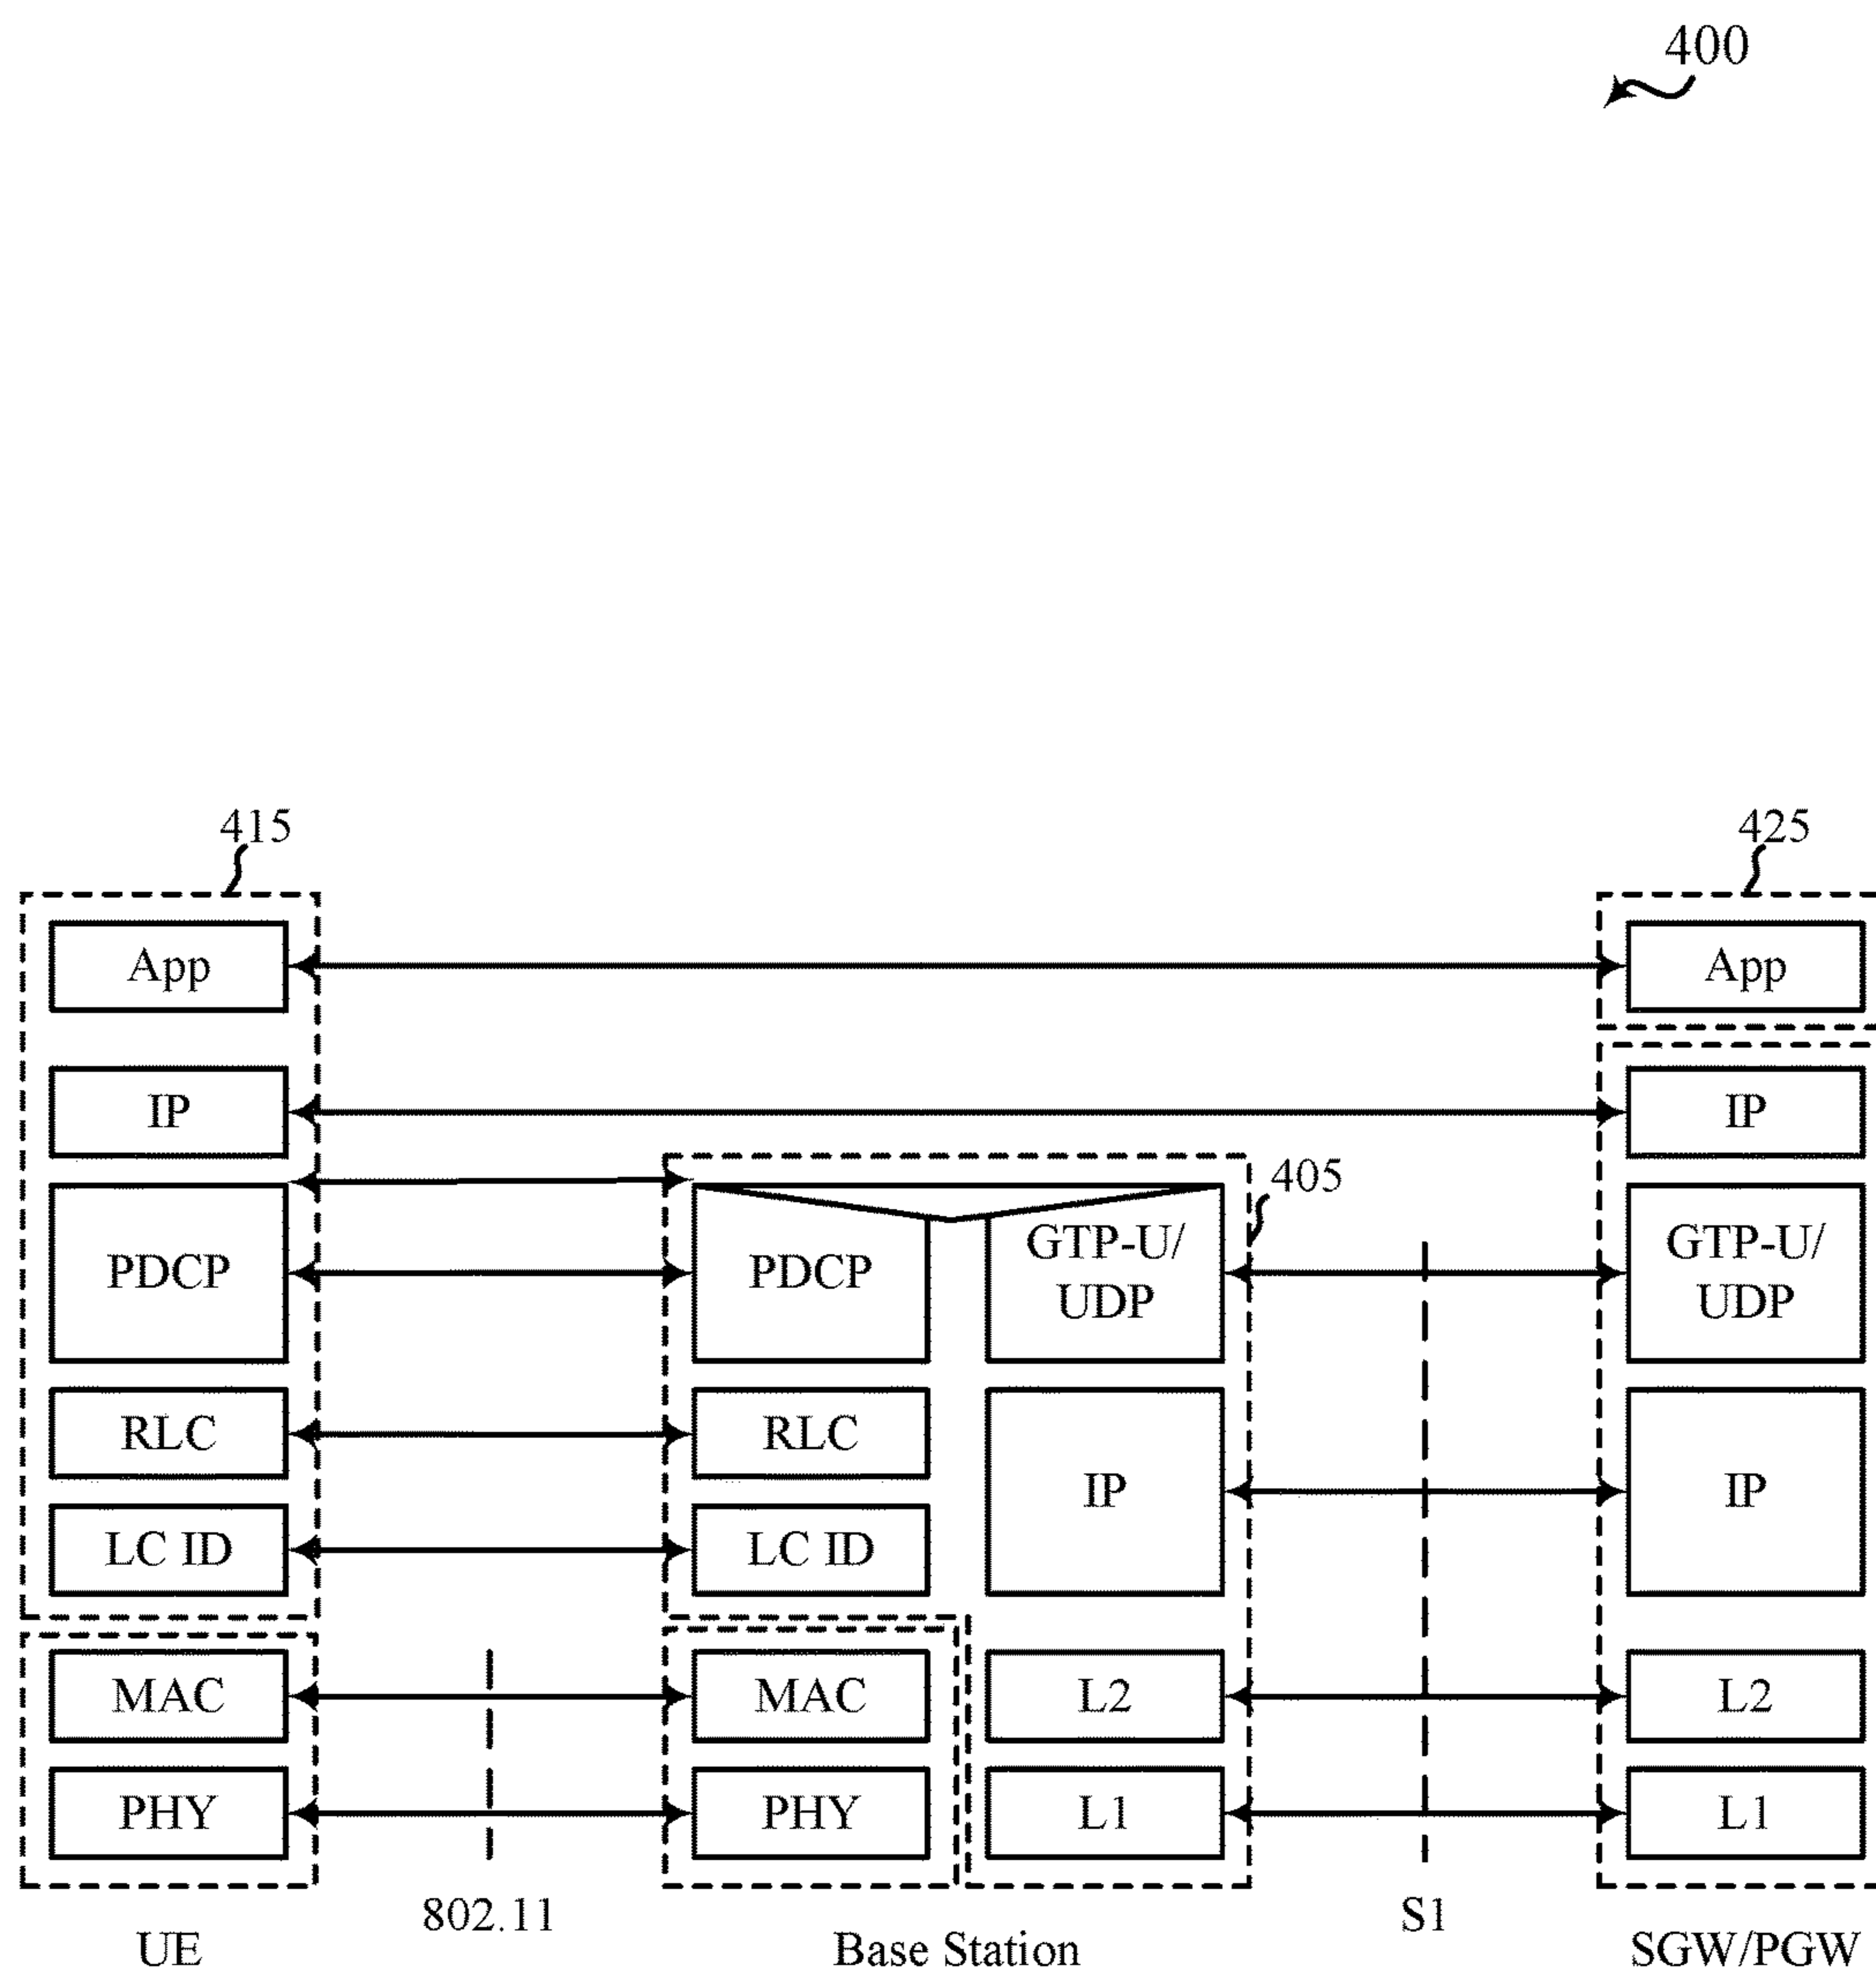 400
415
425
App
App
IP
IP
405
PDCP
PDCP
GTP-U/
UDP
GTP-U/
UDP
RLC
RLC
IP
IP
LC ID
LC ID
MAC
MAC
L2
L2
PHY
PHY
L1
L1
802.11
S1
UE
Base Station
SGW/PGW